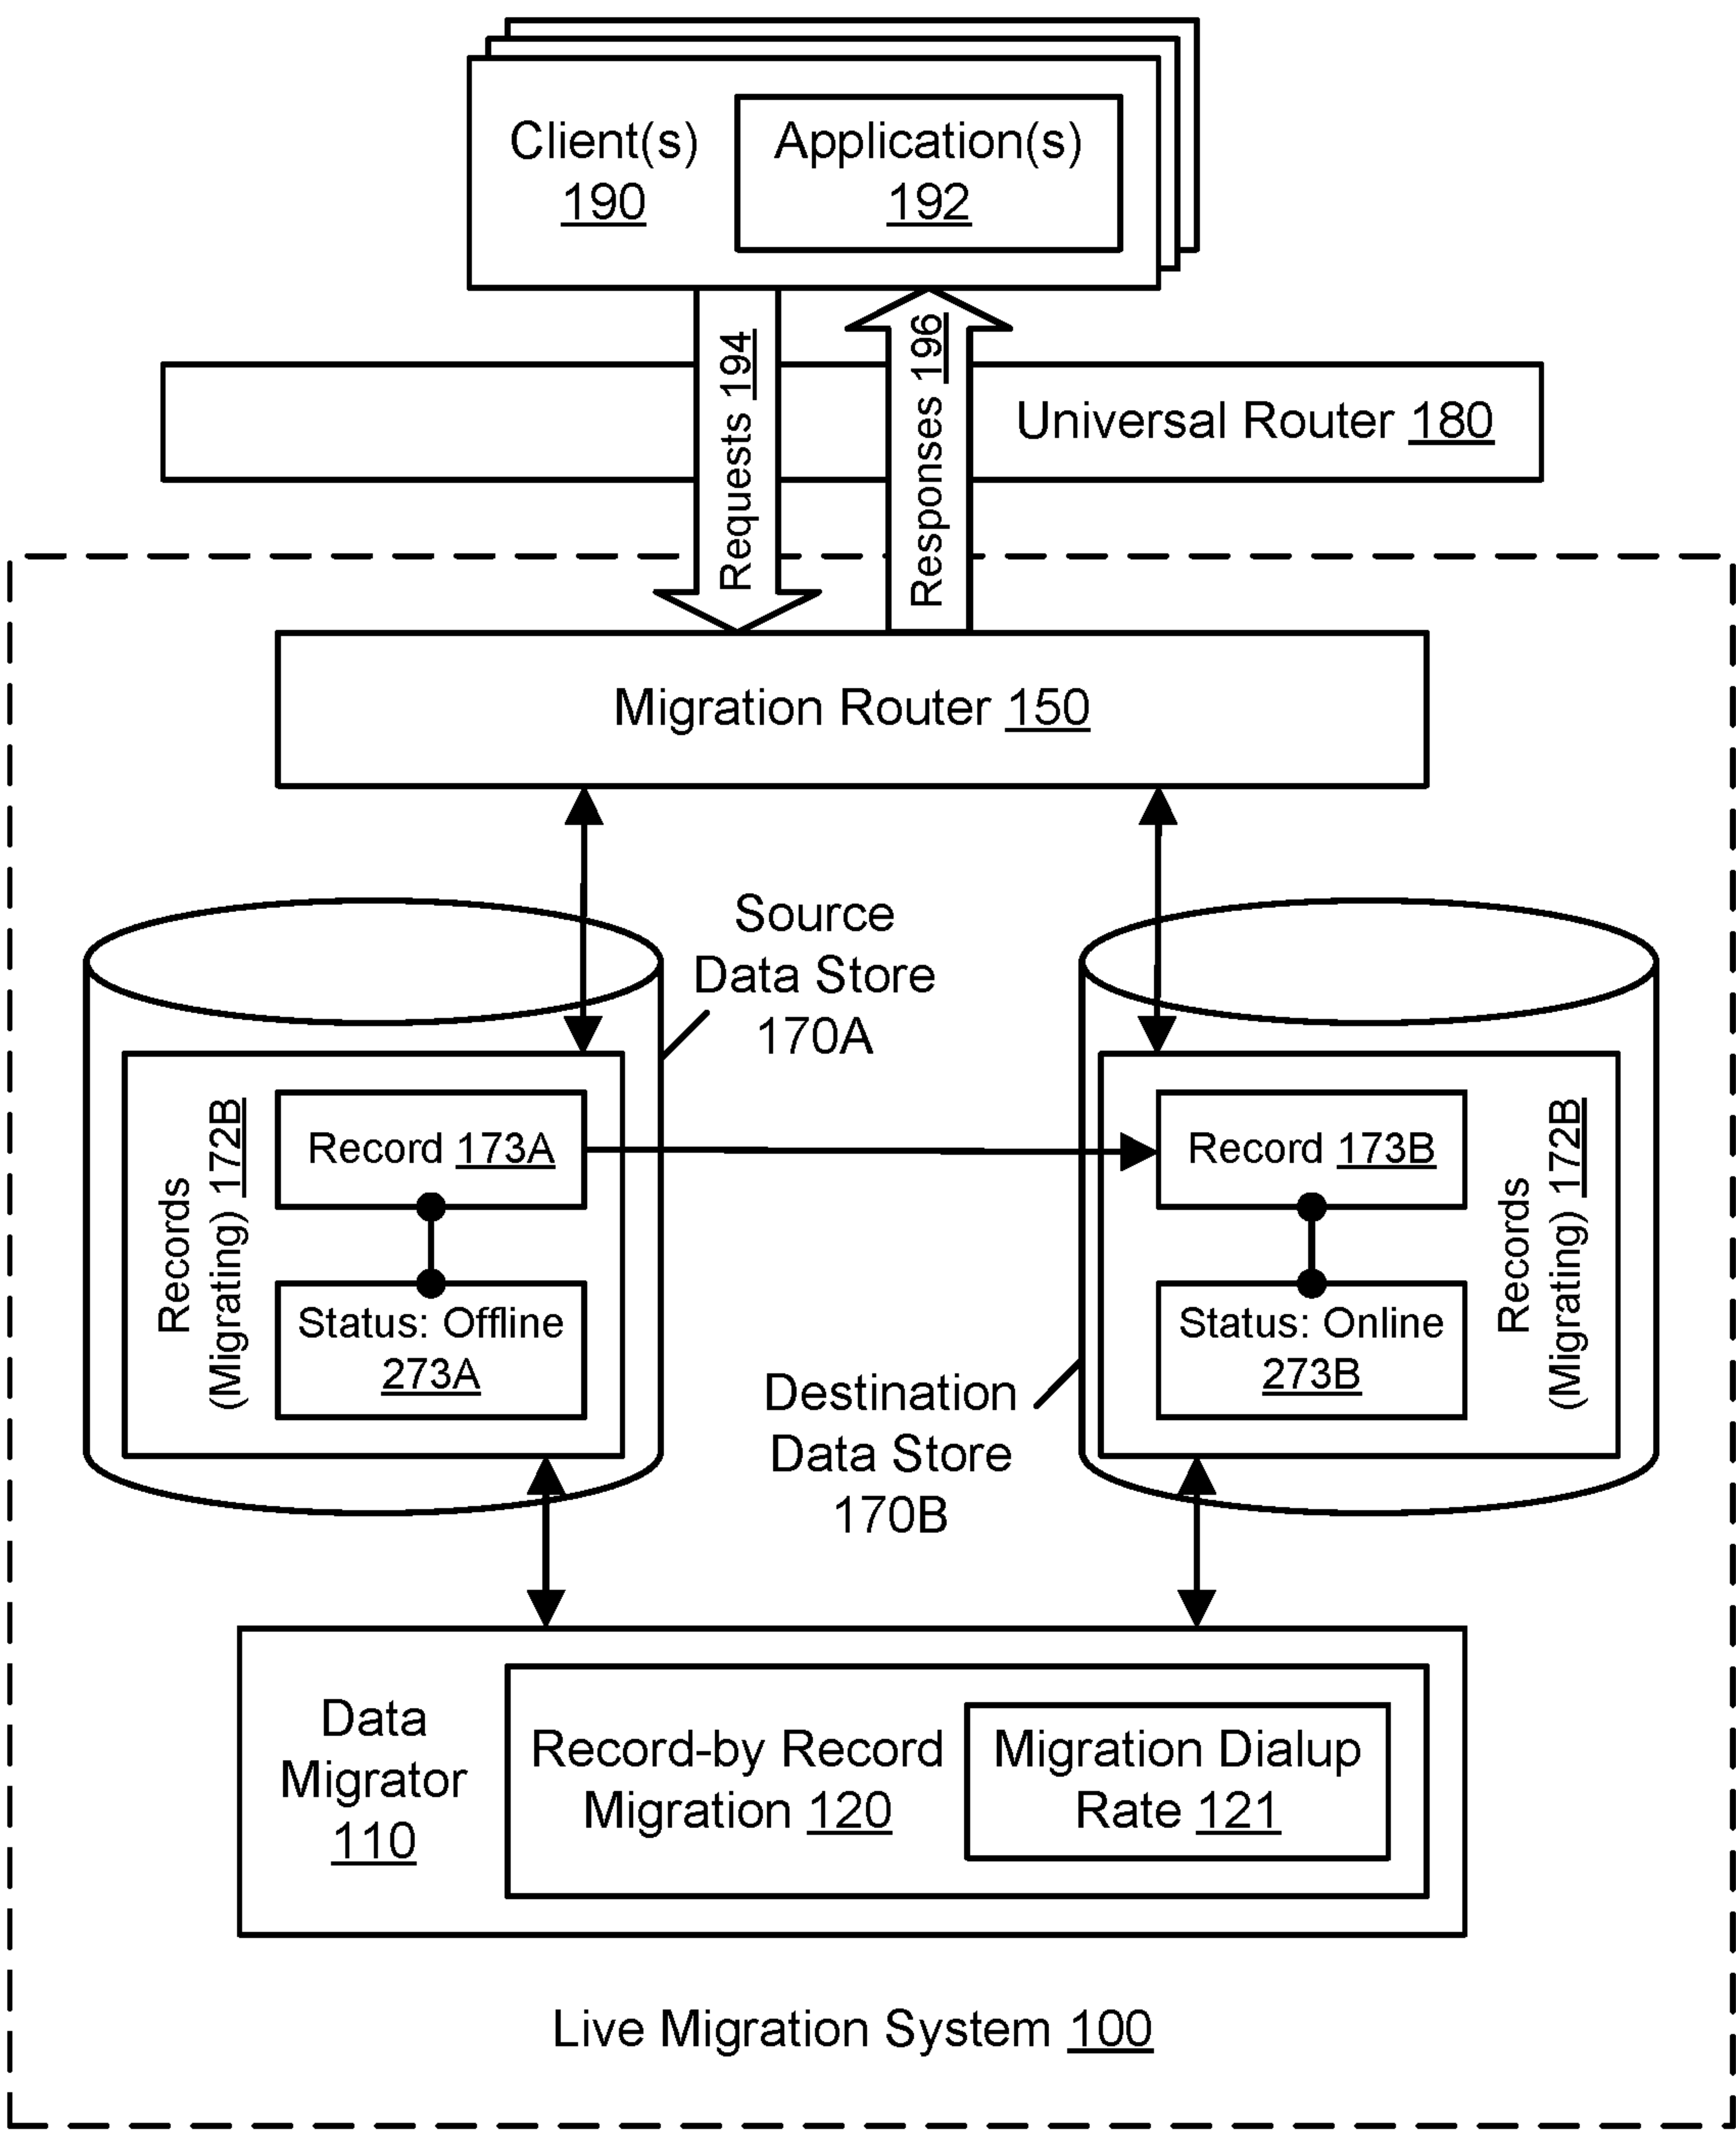 Client(s)
190
Application(s)
192
Requests 194
Responses 196
Universal Router 180
Migration Router 150
Source
Data Store
170A
Records
(Migrating) 172B
Record 173A
Status: Offline
273A
Record 173B
Status: Online
273B
Records
(Migrating) 172B
Destination
Data Store
170B
Data
Migrator
110
Record-by Record
Migration 120
Migration Dialup
Rate 121
Live Migration System 100